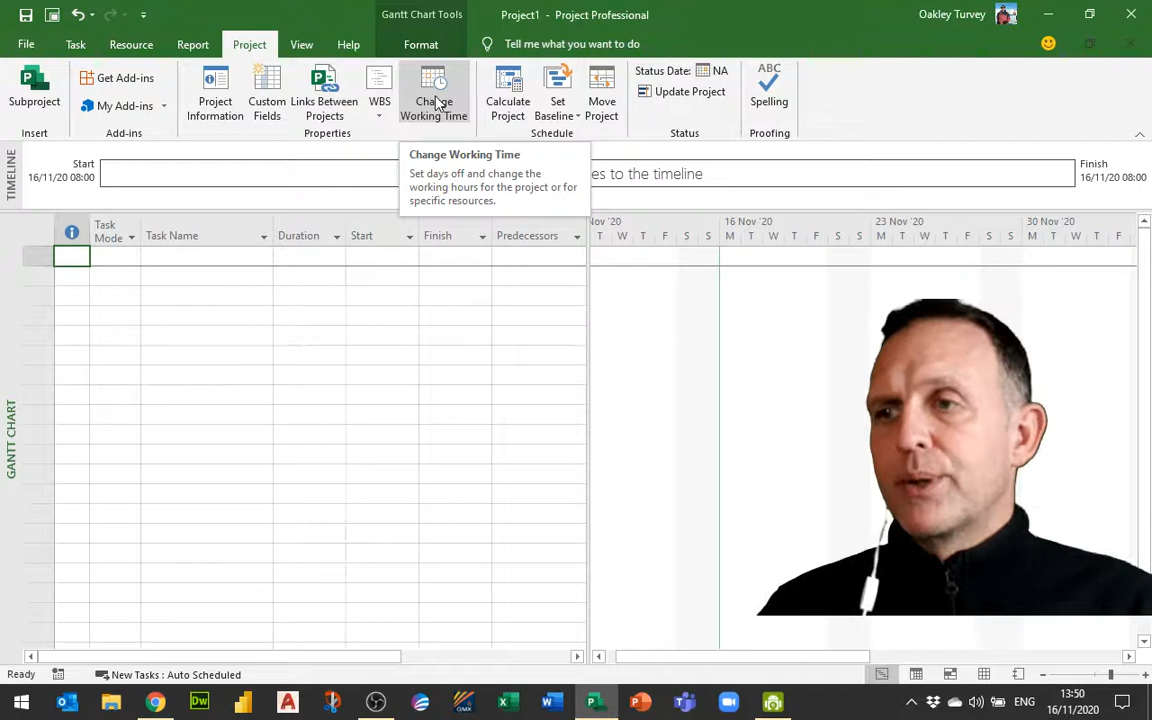 Gantt Chart Tools
Project1 - Project Professional
Oakley Turvey
File
Task
Resource
Report
Project
View
Help
Format
Tell me what you want to do
Subproject
Insert
Get Add-ins
My Add-ins
Add-ins
Project
Information
Custom
Fields
Links Between
Projects
WBS
Change
Working Time
Properties
Calculate
Project
Set
Baseline
Move
Project
Schedule
Status Date:
NA
Update Project
Status
ABC
Spelling
Proofing
Change Working Time
Set days off and change the
working hours for the project or for
specific resources.
TIMELINE
Start
16/11/20 08:00
es to the timeline
Finish
16/11/20 08:00
Task
Mode
Task Name
Duration
Start
Finish
Predecessors
Nov '20
16 Nov '20
23 Nov '20
30 Nov '20
T W T F S S M T W T F S S M T W T F S S M T W T F
GANTT CHART
Ready
New Tasks : Auto Scheduled
Dw
GMX
ENG
13:50
16/11/2020